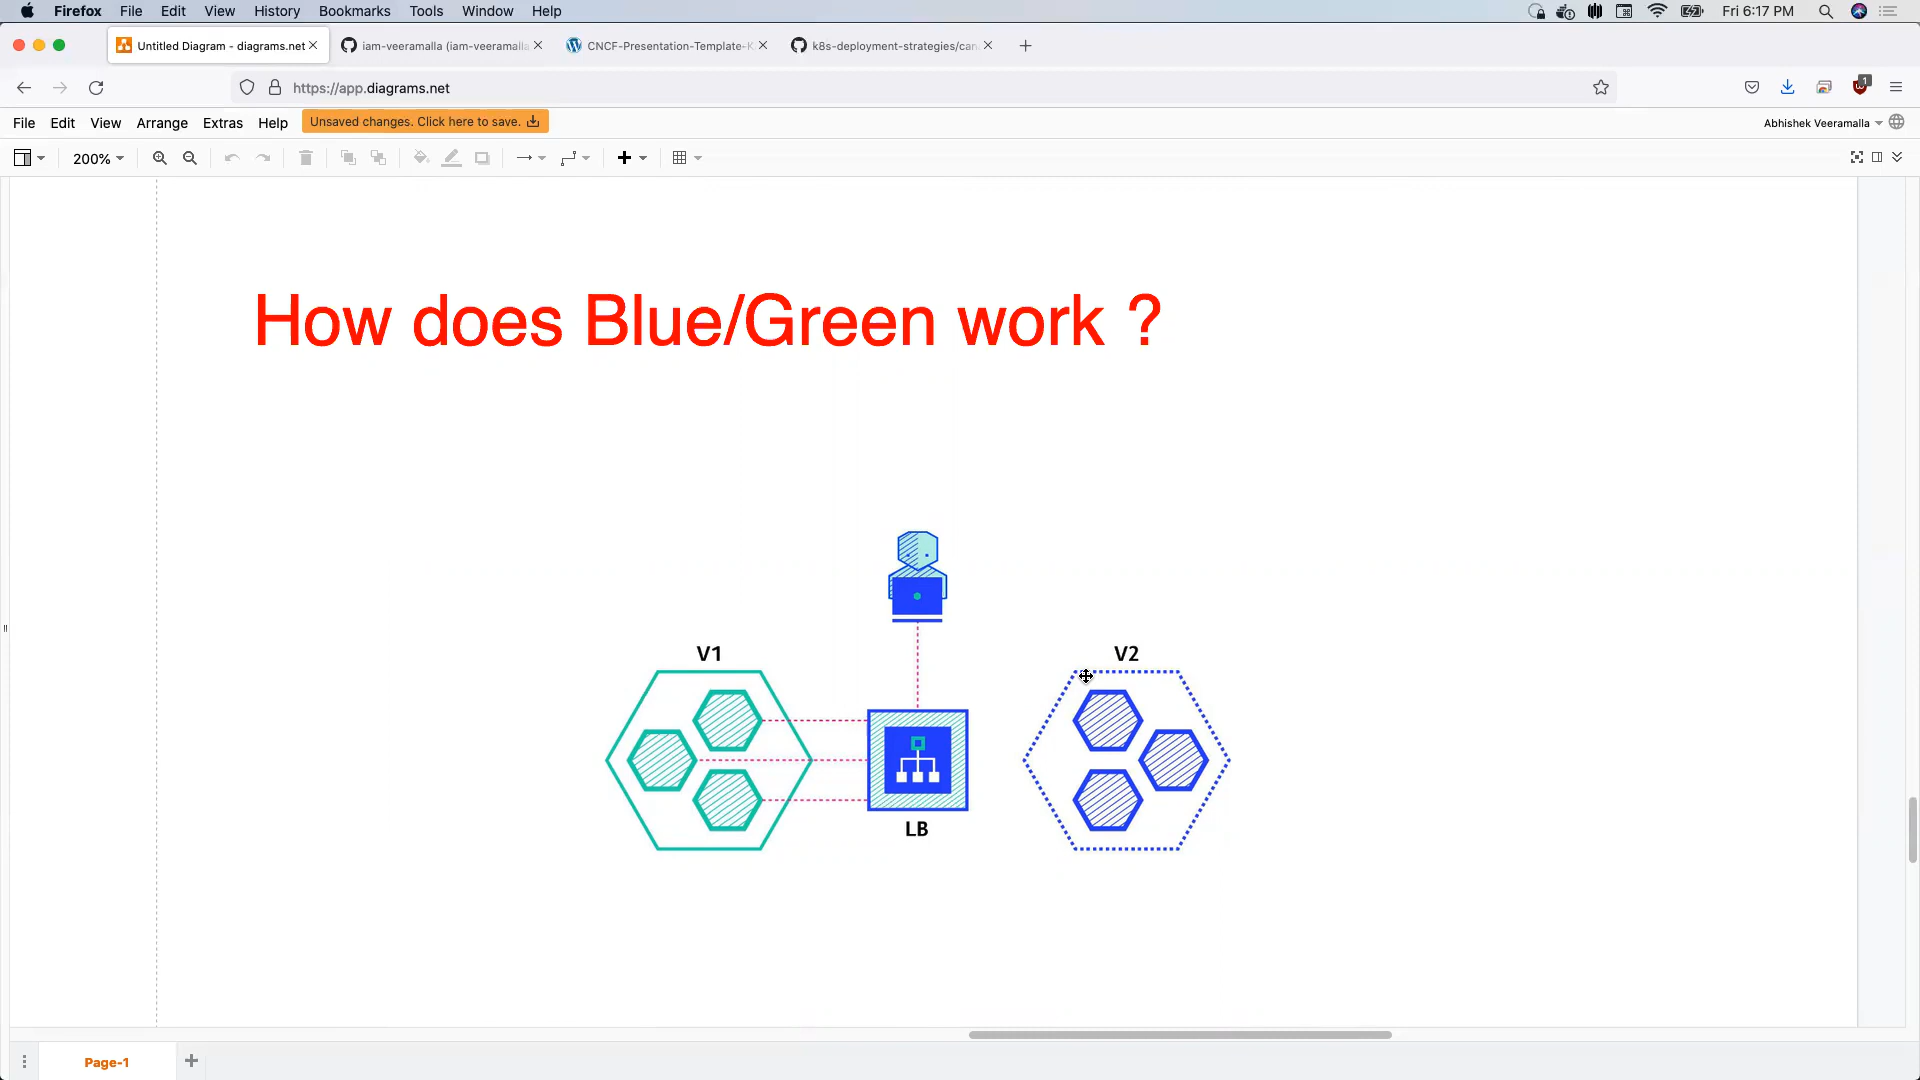 Firefox File Edit View History Bookmarks Tools Window Help Fri 6:17 PM
Untitled Diagram - diagrams.net iam-veeramalla (iam-veeramalla CNCF-Presentation-Template-K k8s-deployment-strategies/can
https://app.diagrams.net 1
File Edit View Arrange Extras Help Unsaved changes. Click here to save. Abhishek Veeramalla
200%
How does Blue/Green work ?
V1 V2
LB
Page-1